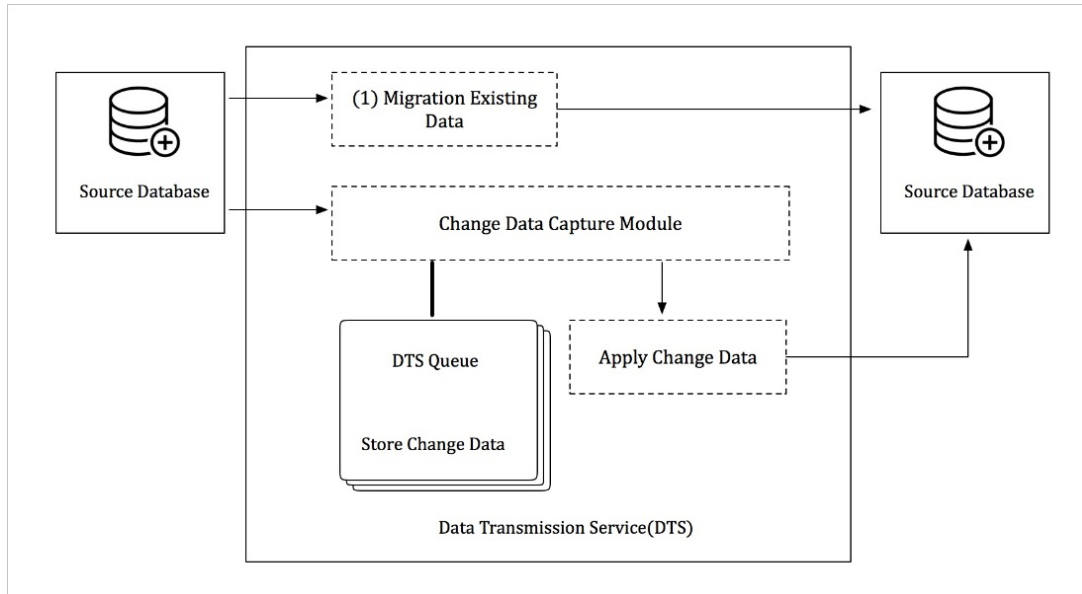 (1) Migration Existing
Data
Source Database
Source Database
Change Data Capture Module
DTS Queue
Apply Change Data
Store Change Data
Data Transmission Service(DTS)